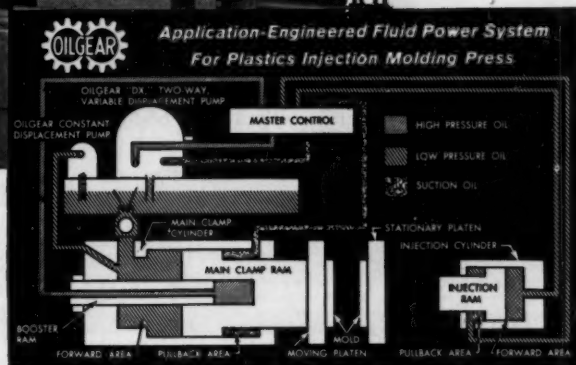 OILGEAR
Application-Engineered Fluid Power System
For Plastics Injection Molding Press
OILGEAR "DX," TWO-WAY,
VARIABLE DISPLACEMENT PUMP
OILGEAR CONSTANT
DISPLACEMENT PUMP
MASTER CONTROL
HIGH PRESSURE OIL
LOW PRESSURE OIL
SUCTION OIL
MAIN CLAMP
CYLINDER
STATIONARY PLATEN
INJECTION CYLINDER
MAIN CLAMP RAM
INJECTION
RAM
BOOSTER
RAM
MOLD
FORWARD AREA
PULLBACK AREA
MOVING PLATEN
PULLBACK AREA
FORWARD AREA